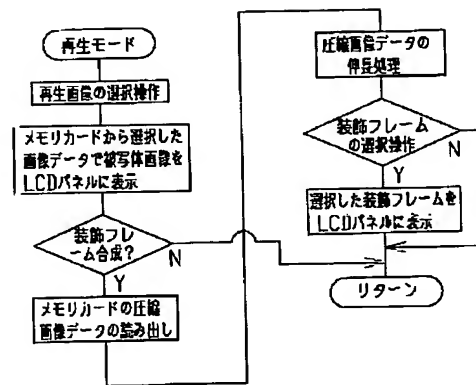 再生モード
再生画像の選択操作
メモリカードから選択した
画像データで被写体画像を
LCDパネルに表示
装飾フレ
ーム合成?
N
Y
メモリカードの圧縮
画像データの読み出し
圧縮画像データの
伸長処理
装飾フレーム
の選択操作
N
Y
選択した装飾フレームを
LCDパネルに表示
リターン